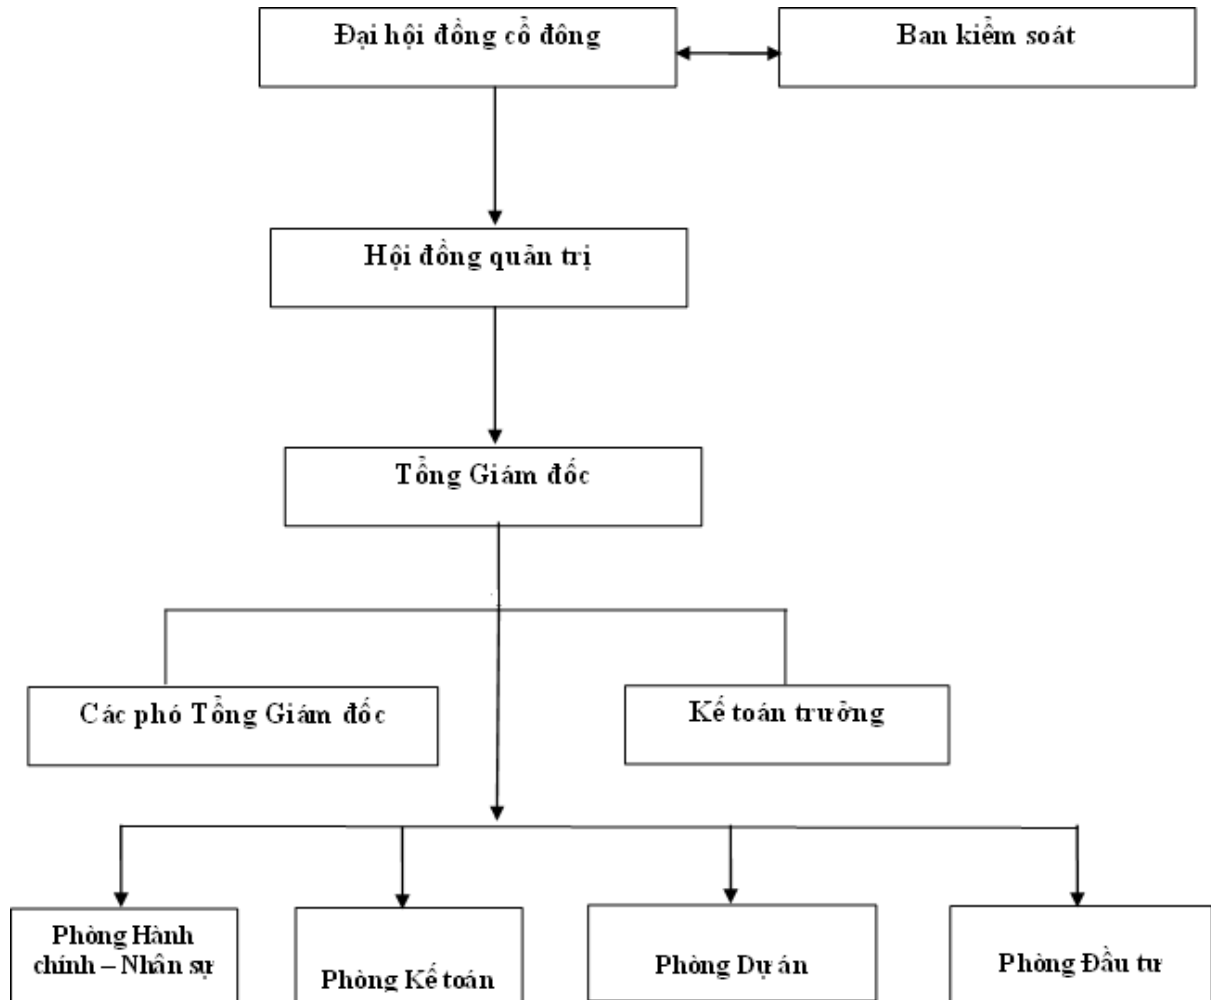 Đại hội đồng cổ đông
Ban kiểm soát
Hội đồng quản trị
Tổng Giám đốc
Các phó Tổng Giám đốc
Kế toán trưởng
Phòng Hành
chính – Nhân sự
Phòng Kế toán
Phòng Dự án
Phòng Đầu tư